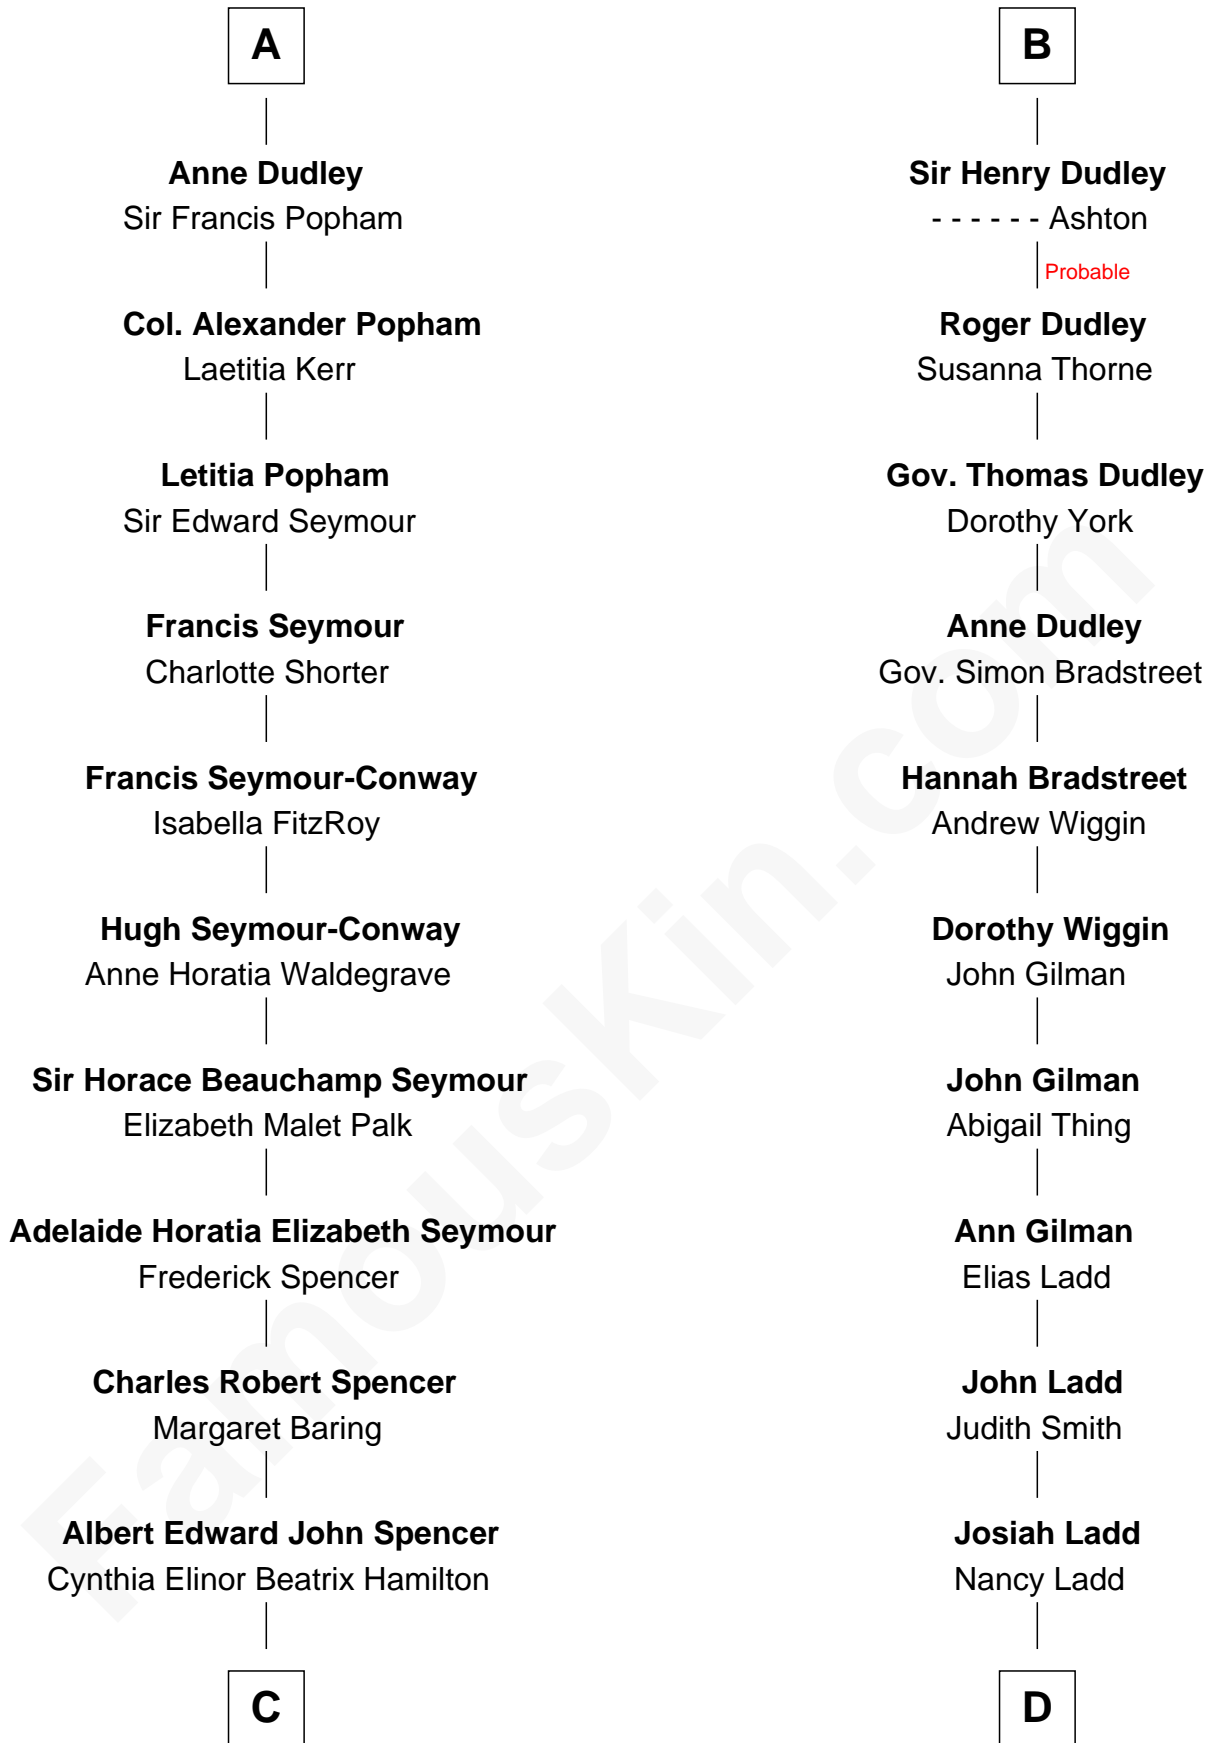 A
Anne Dudley
Sir Francis Popham
Col. Alexander Popham
Laetitia Kerr
Letitia Popham
Sir Edward Seymour
Francis Seymour
Charlotte Shorter
Francis Seymour-Conway
Isabella FitzRoy
Hugh Seymour-Conway
Anne Horatia Waldegrave
Sir Horace Beauchamp Seymour
Elizabeth Malet Palk
Adelaide Horatia Elizabeth Seymour
Frederick Spencer
Charles Robert Spencer
Margaret Baring
Albert Edward John Spencer
Cynthia Elinor Beatrix Hamilton
C
B
Sir Henry Dudley
- - - - - - Ashton
Probable
Roger Dudley
Susanna Thorne
Gov. Thomas Dudley
Dorothy York
Anne Dudley
Gov. Simon Bradstreet
Hannah Bradstreet
Andrew Wiggin
Dorothy Wiggin
John Gilman
John Gilman
Abigail Thing
Ann Gilman
Elias Ladd
John Ladd
Judith Smith
Josiah Ladd
Nancy Ladd
D
FamousKin.com